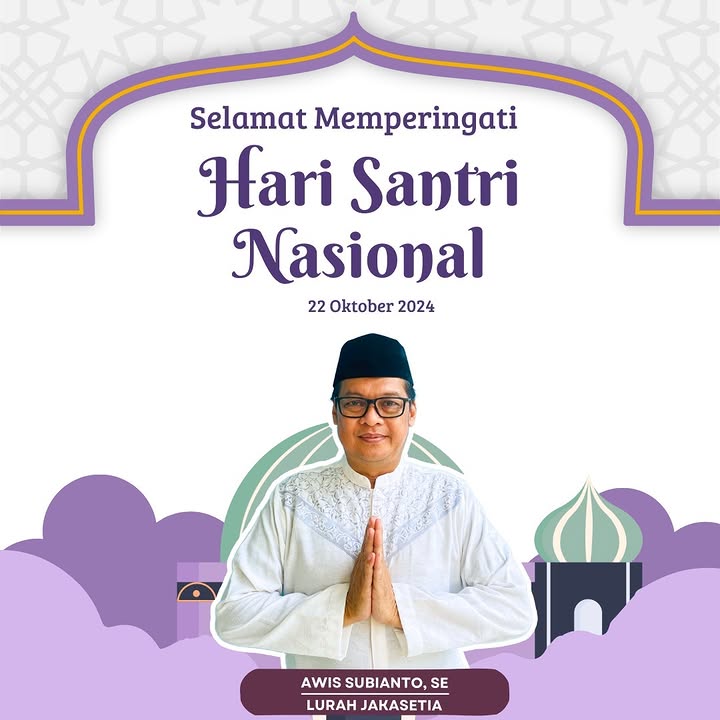 Selamat Memperingati
Hari Santri
Nasional
22 Oktober 2024
AWIS SUBIANTO, SE
LURAH JAKASETIA